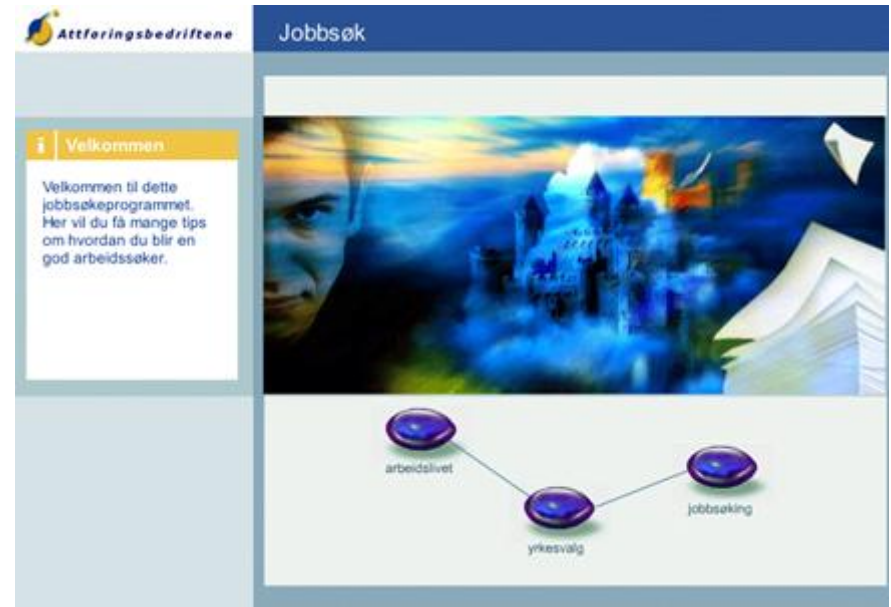 Attføringsbedriftene
Jobbsøk
i Velkommen
Velkommen til dette
jobbsøkeprogrammet.
Her vil du få mange tips
om hvordan du blir en
god arbeidssøker.
arbeidslivet
jobbsøking
yrkesvalg